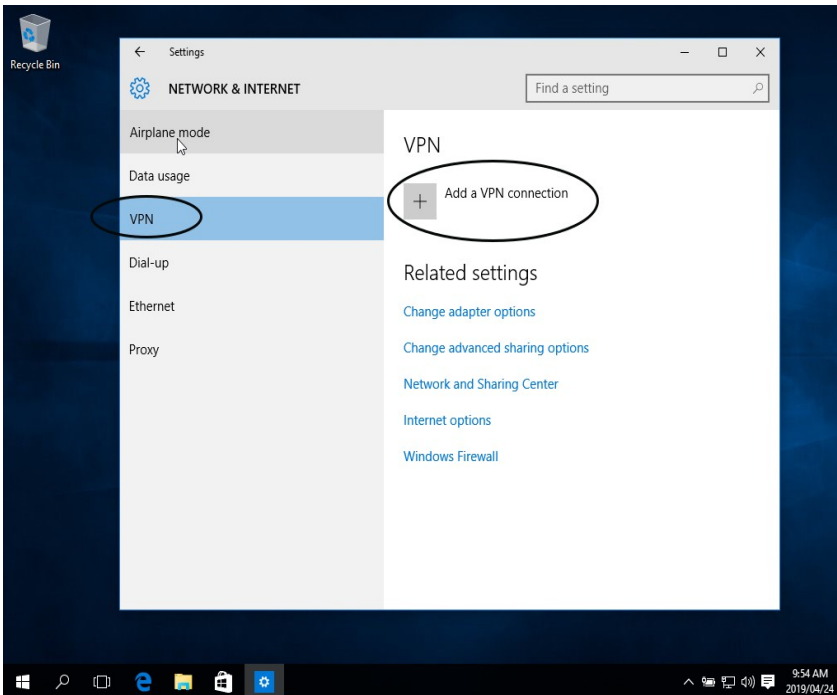 Recycle Bin
Settings
NETWORK & INTERNET
Find a setting
Airplane mode
Data usage
VPN
Dial-up
Ethernet
Proxy
VPN
Add a VPN connection
Related settings
Change adapter options
Change advanced sharing options
Network and Sharing Center
Internet options
Windows Firewall
9:54 AM
2019/04/24